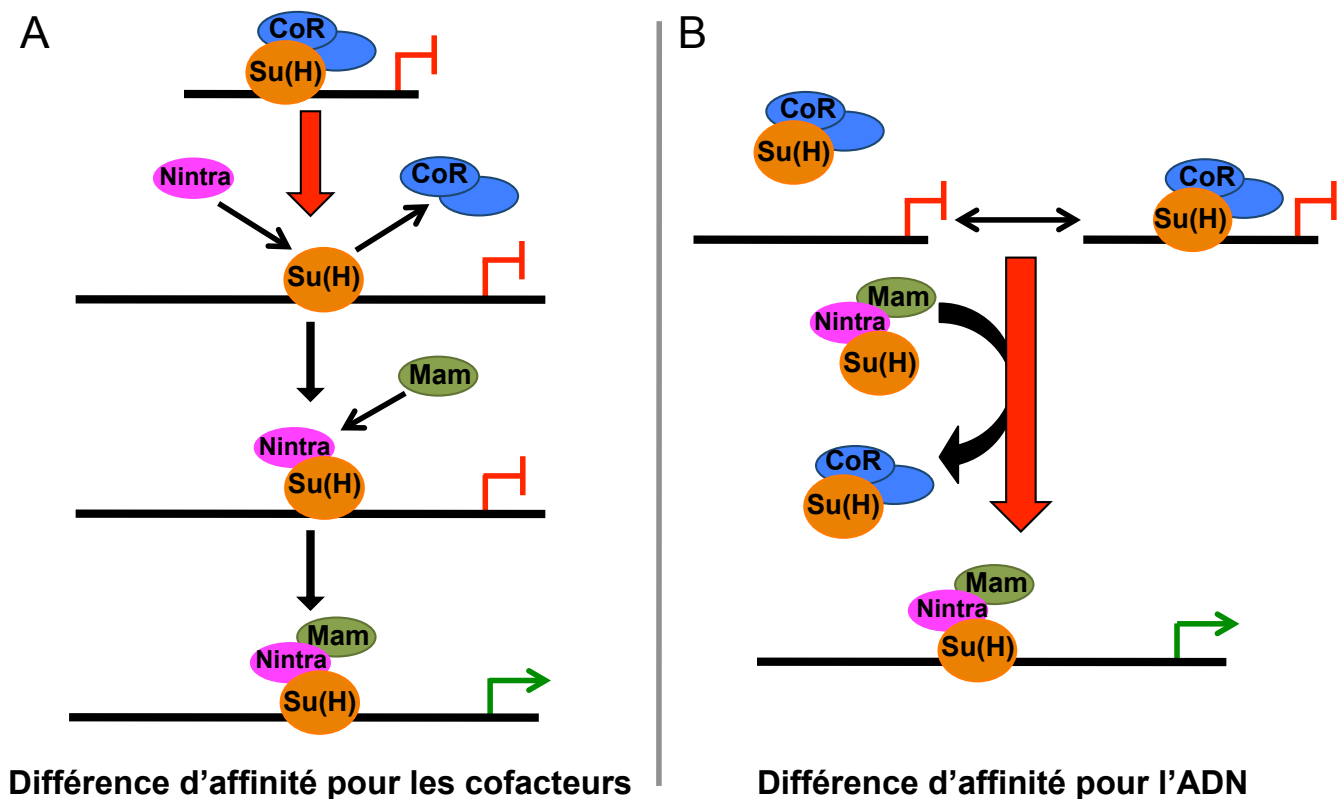 A
CoR
Su(H)
Nintra
CoR
Su(H)
Mam
Nintra
Su(H)
Mam
Nintra
Su(H)
Différence d’affinité pour les cofacteurs
B
CoR
Su(H)
CoR
Su(H)
Mam
Nintra
Su(H)
CoR
Su(H)
Mam
Nintra
Su(H)
Différence d’affinité pour l’ADN